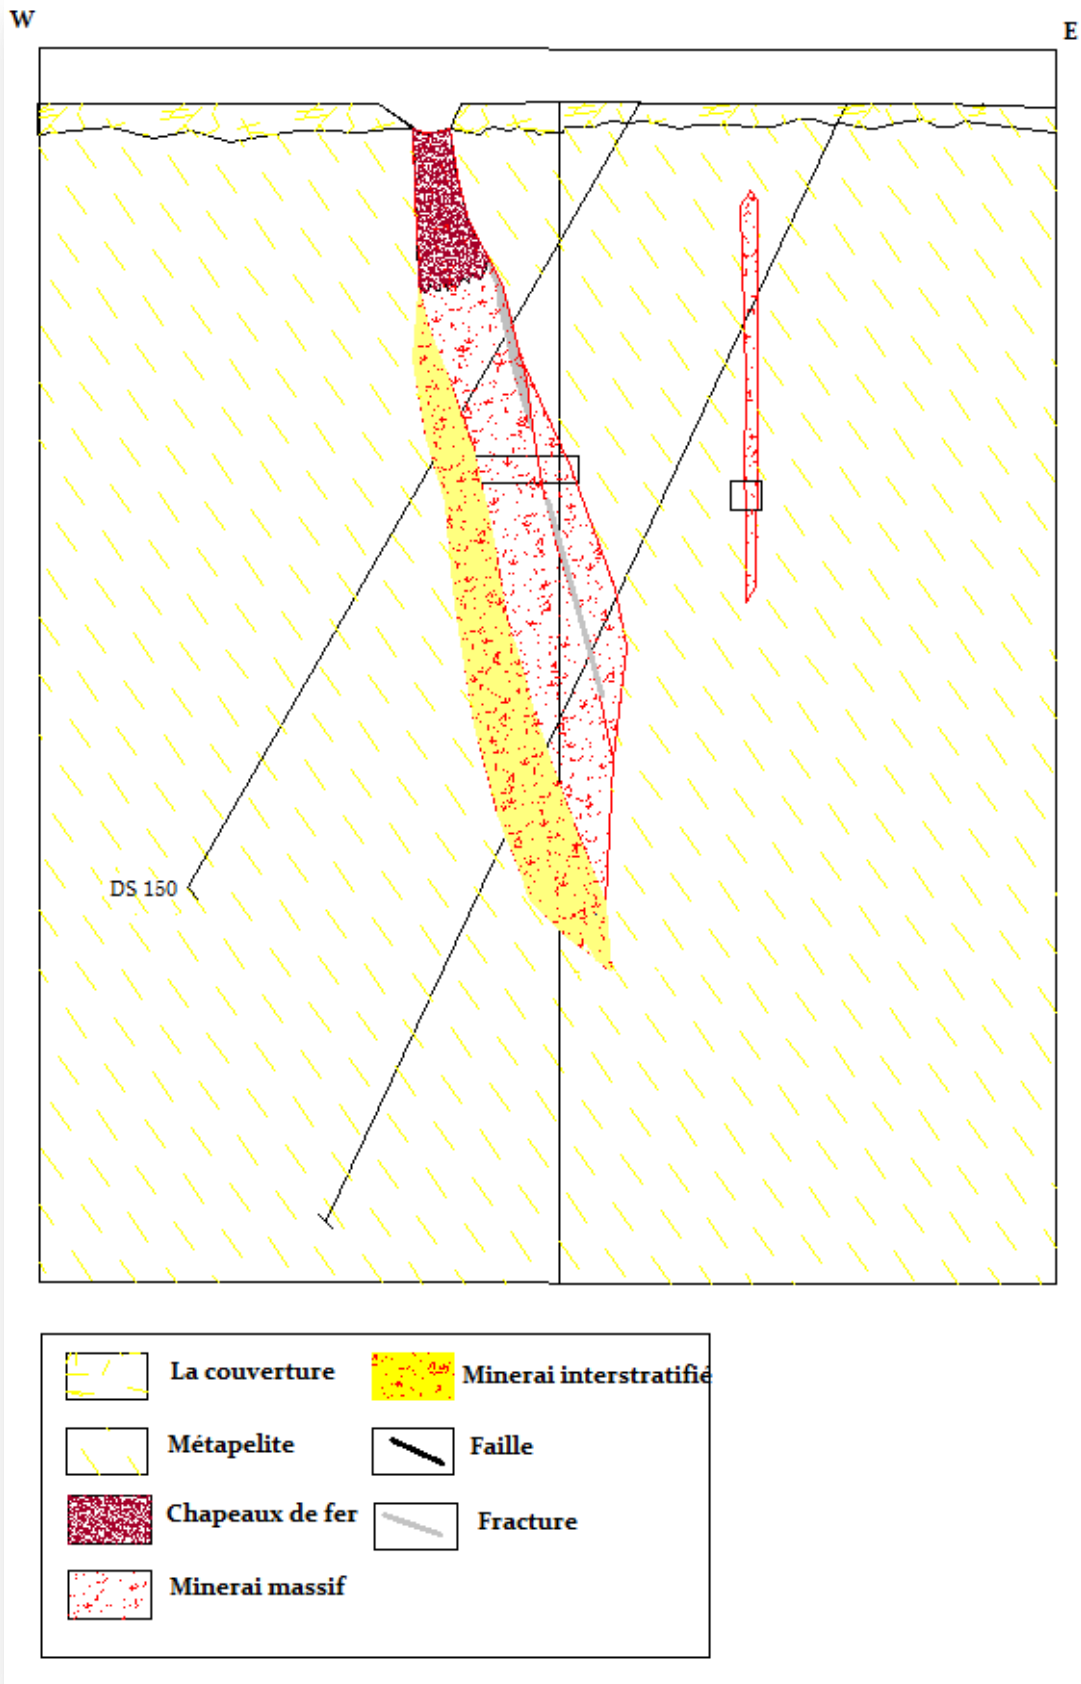 W
E
DS 150
La couverture
Minerai interstratifié
Métapelite
Faille
Chapeaux de fer
Fracture
Minerai massif